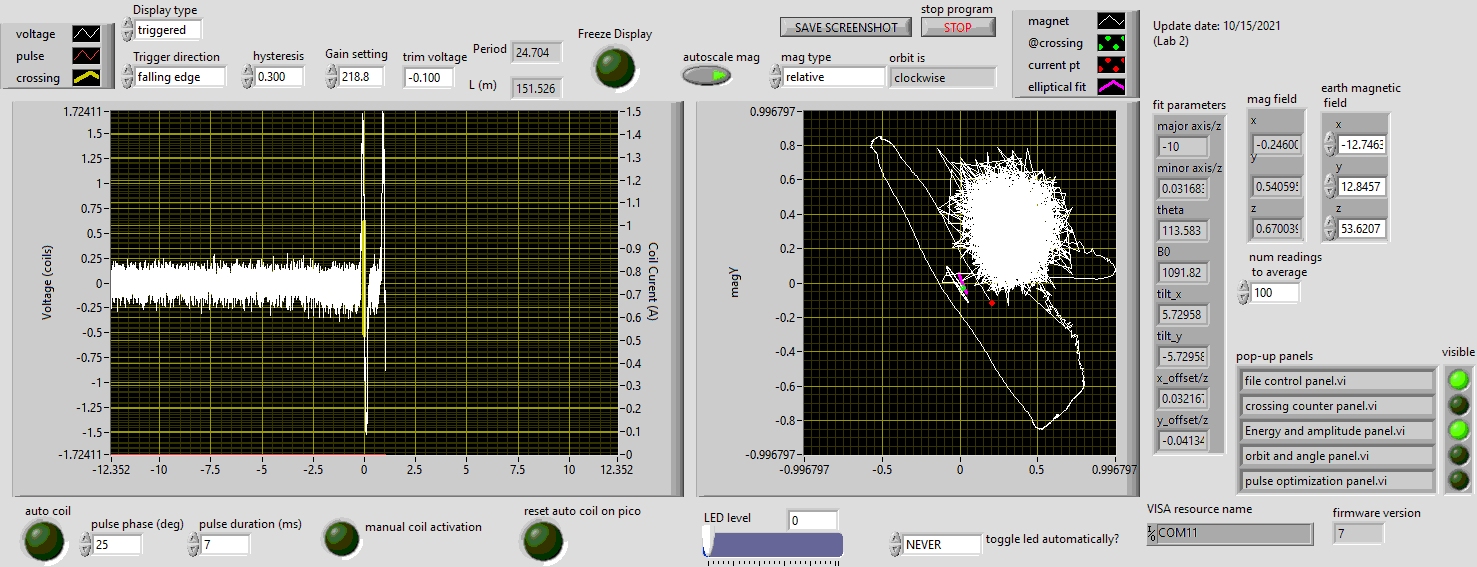 voltage
pulse
crossing
Display type
triggered
Trigger direction
falling edge
hysteresis
0.300
Gain setting
218.8
trim voltage
-0.100
Period
24.704
L (m)
151.526
Freeze Display
SAVE SCREENSHOT
stop program
STOP
autoscale mag
mag type
relative
orbit is
clockwise
magnet
@crossing
current pt
elliptical fit
Update date: 10/15/2021
(Lab 2)
Voltage (coils)
1.72411
1.5
1.25
1
0.75
0.5
0.25
0
-0.25
-0.5
-0.75
-1
-1.25
-1.5
-1.72411
-12.352
-10
-7.5
-5
-2.5
0
2.5
5
7.5
10
12.352
1.5
1.4
1.3
1.2
1.1
1
0.9
0.8
0.7
0.6
0.5
0.4
0.3
0.2
0.1
0
Coil Curent (A)
magy
0.996797
0.8
0.6
0.4
0.2
0
-0.2
-0.4
-0.6
-0.8
-0.996797
-0.996797
-0.5
0
0.5
0.996797
fit parameters
major axis/z
-10
minor axis/z
0.03168
theta
113.583
B0
1091.82
tilt_x
5.72958
tilt_y
-5.72958
x_offset/z
0.03216
y_offset/z
-0.04134
mag field
x
-0.24600
y
0.54059
z
0.67003
earth magnetic
field
x
-12.746
y
12.8457
z
53.6207
num readings
to average
100
pop-up panels
visible
file control panel.vi
crossing counter panel.vi
Energy and amplitude panel.vi
orbit and angle panel.vi
pulse optimization panel.vi
auto coil
pulse phase (deg)
25
pulse duration (ms)
7
manual coil activation
reset auto coil on pico
LED level
0
NEVER
toggle led automatically?
VISA resource name
COM11
firmware version
7